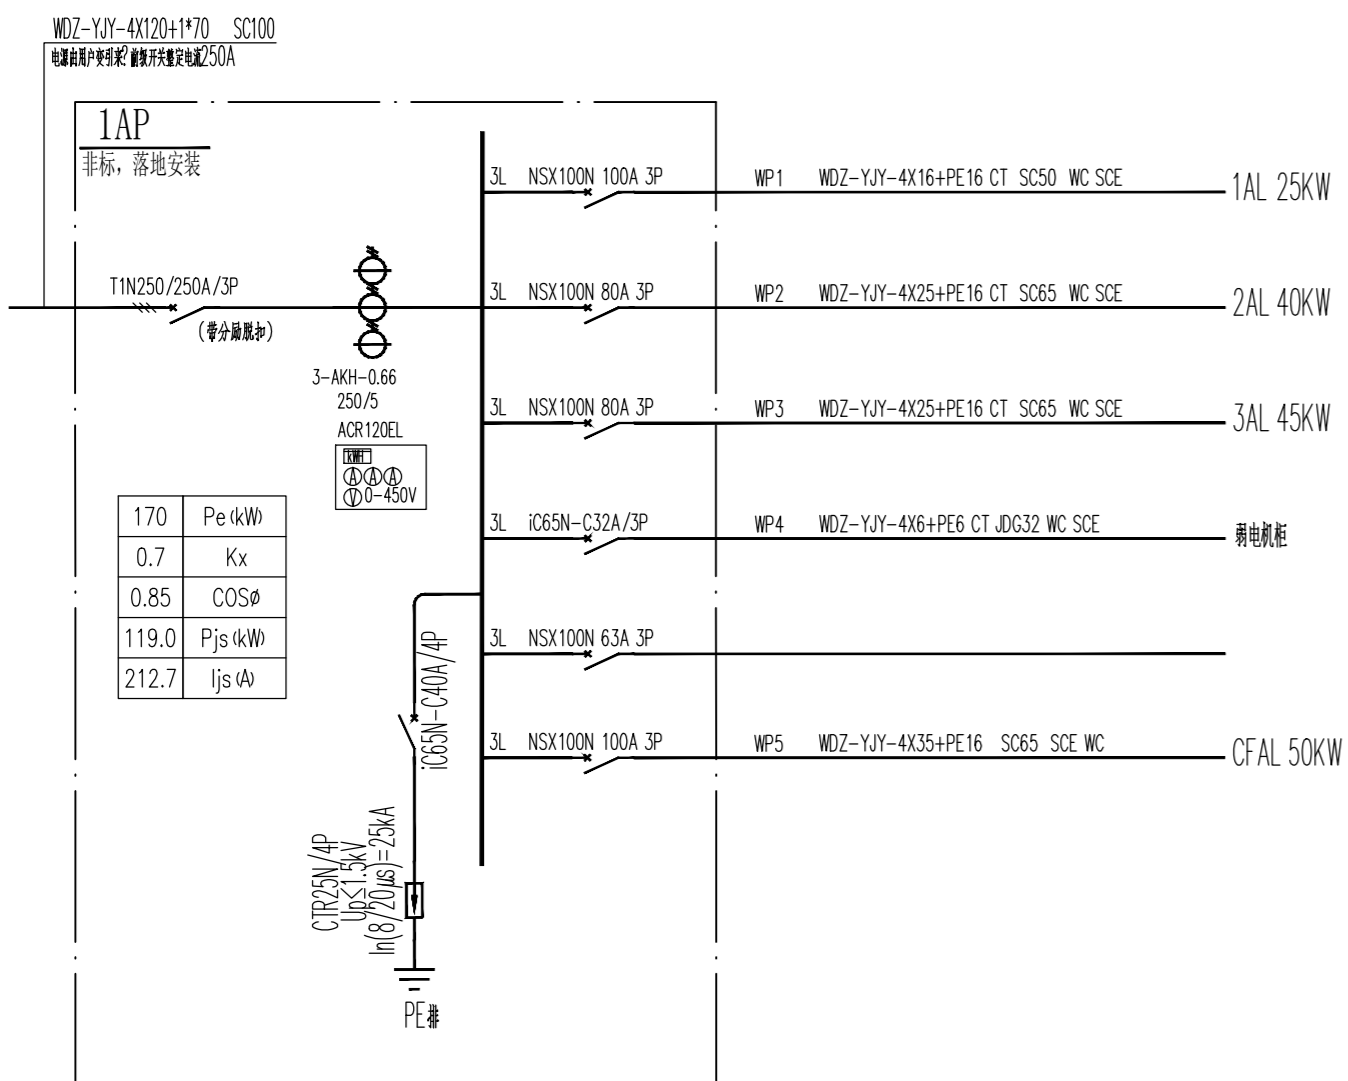 WDZ-YJY-4X120+1*70 SC100
电源由用户变引来?前级开关整定电流250A
1AP
非标，落地安装
T1N250/250A/3P
(带分励脱扣)
3-AKH-0.66
250/5
ACR120EL
kWH
A A A
V 0-450V
170 Pe(kW)
0.7 Kx
0.85 COSø
119.0 Pjs(kW)
212.7 Ijs(A)
3L NSX100N 100A 3P WP1 WDZ-YJY-4X16+PE16 CT SC50 WC SCE 1AL 25KW
3L NSX100N 80A 3P WP2 WDZ-YJY-4X25+PE16 CT SC65 WC SCE 2AL 40KW
3L NSX100N 80A 3P WP3 WDZ-YJY-4X25+PE16 CT SC65 WC SCE 3AL 45KW
3L iC65N-C32A/3P WP4 WDZ-YJY-4X6+PE6 CT JDG32 WC SCE 弱电机柜
3L NSX100N 63A 3P
3L NSX100N 100A 3P WP5 WDZ-YJY-4X35+PE16 SC65 SCE WC CFAL 50KW
iC65N-C40A/4P
CTR25N/4P
Up≤1.5kV
In(8/20μs)=25kA
PE排